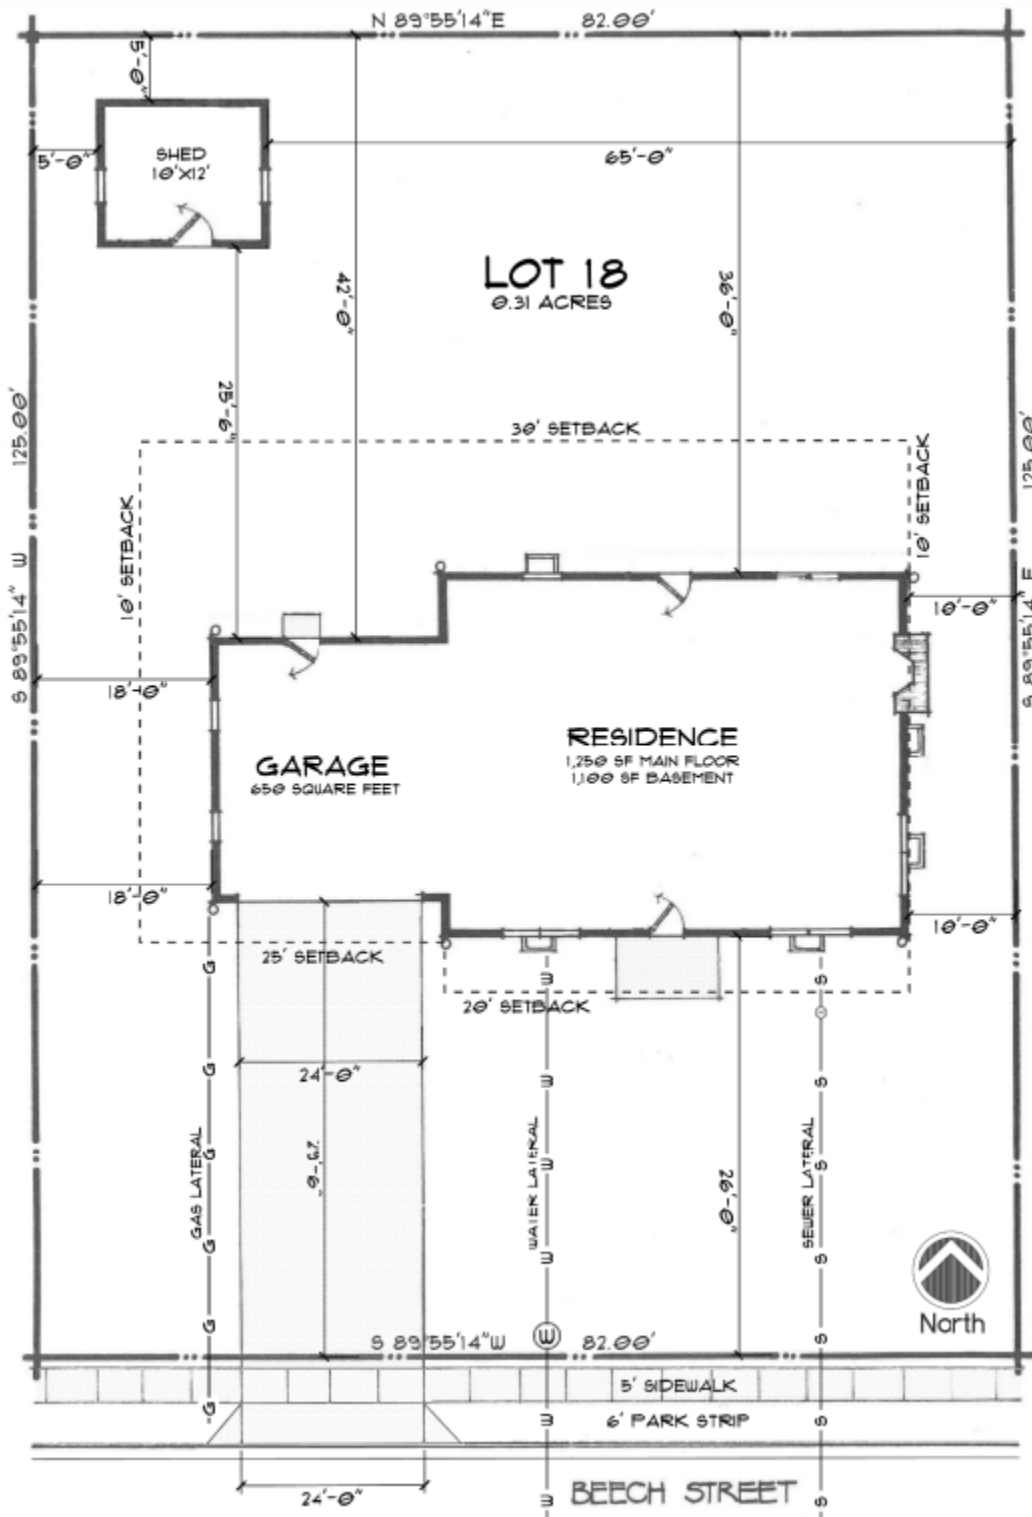 N 89°55'14"E 82.00'
5'-0"
5'-0"
SHED
10'X12'
65'-0"
LOT 18
0.31 ACRES
42'-0"
36'-0"
25'-6"
S 89°55'14" W 125.00'
S 89°55'14" E 125.00'
30' SETBACK
10' SETBACK
10' SETBACK
10'-0"
18'-0"
GARAGE
650 SQUARE FEET
RESIDENCE
1,250 SF MAIN FLOOR
1,100 SF BASEMENT
18'-0"
10'-0"
25' SETBACK
20' SETBACK
G
W
S
G
W
S
24'-0"
GAS LATERAL
G
WATER LATERAL
W
26'-0"
SEWER LATERAL
S
G
W
S
North
G
W
S
S 89°55'14"W 82.00'
5' SIDEWALK
G
W
S
6' PARK STRIP
24'-0"
W
S
BEECH STREET